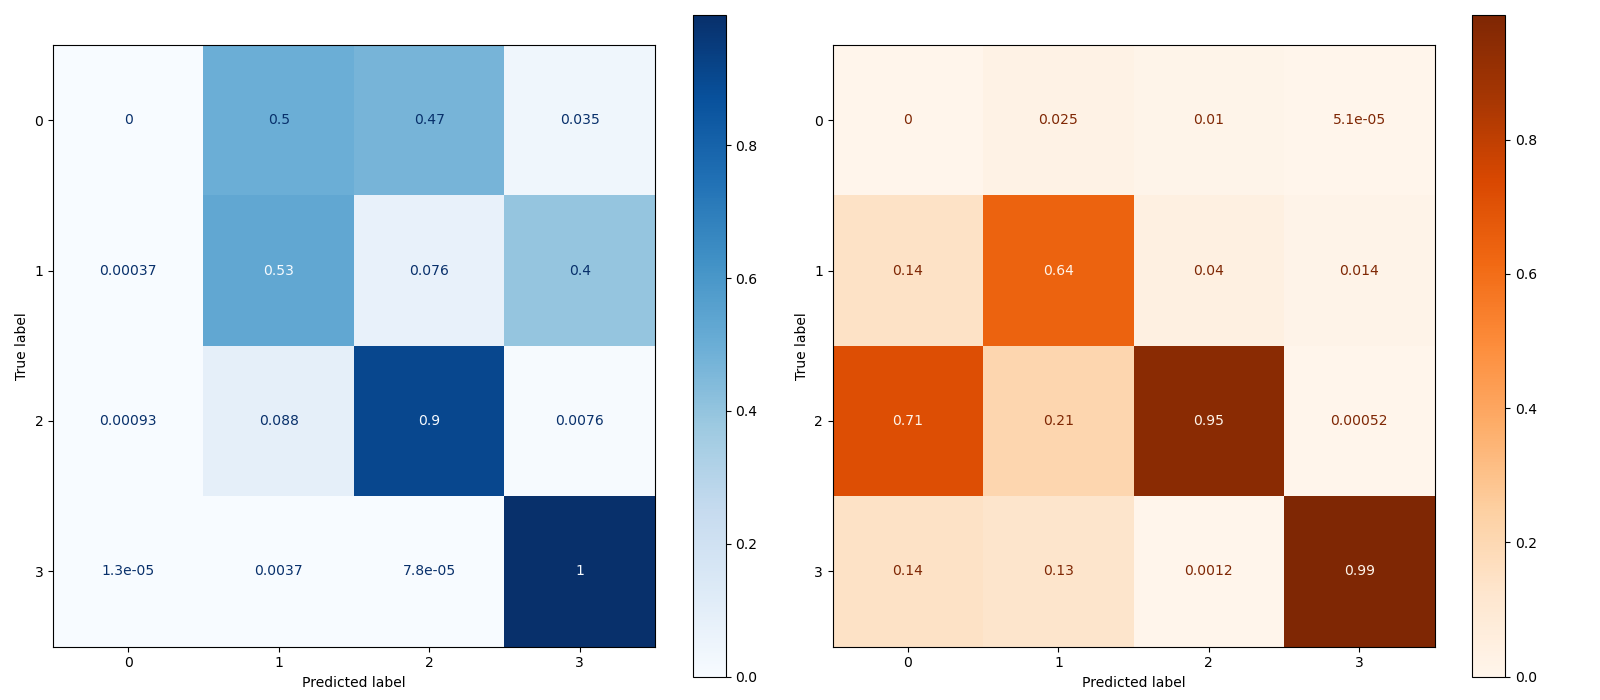 0 0.5 0.47 0.035
0
0.00037 0.53 0.076 0.4
1
0.00093 0.088 0.9 0.0076
2
1.3e-05 0.0037 7.8e-05 1
3
0 1 2 3
Predicted label
True label
0.8
0.6
0.4
0.2
0.0
0 0.025 0.01 5.1e-05
0
0.14 0.64 0.04 0.014
1
0.71 0.21 0.95 0.00052
2
0.14 0.13 0.0012 0.99
3
0 1 2 3
Predicted label
True label
0.8
0.6
0.4
0.2
0.0